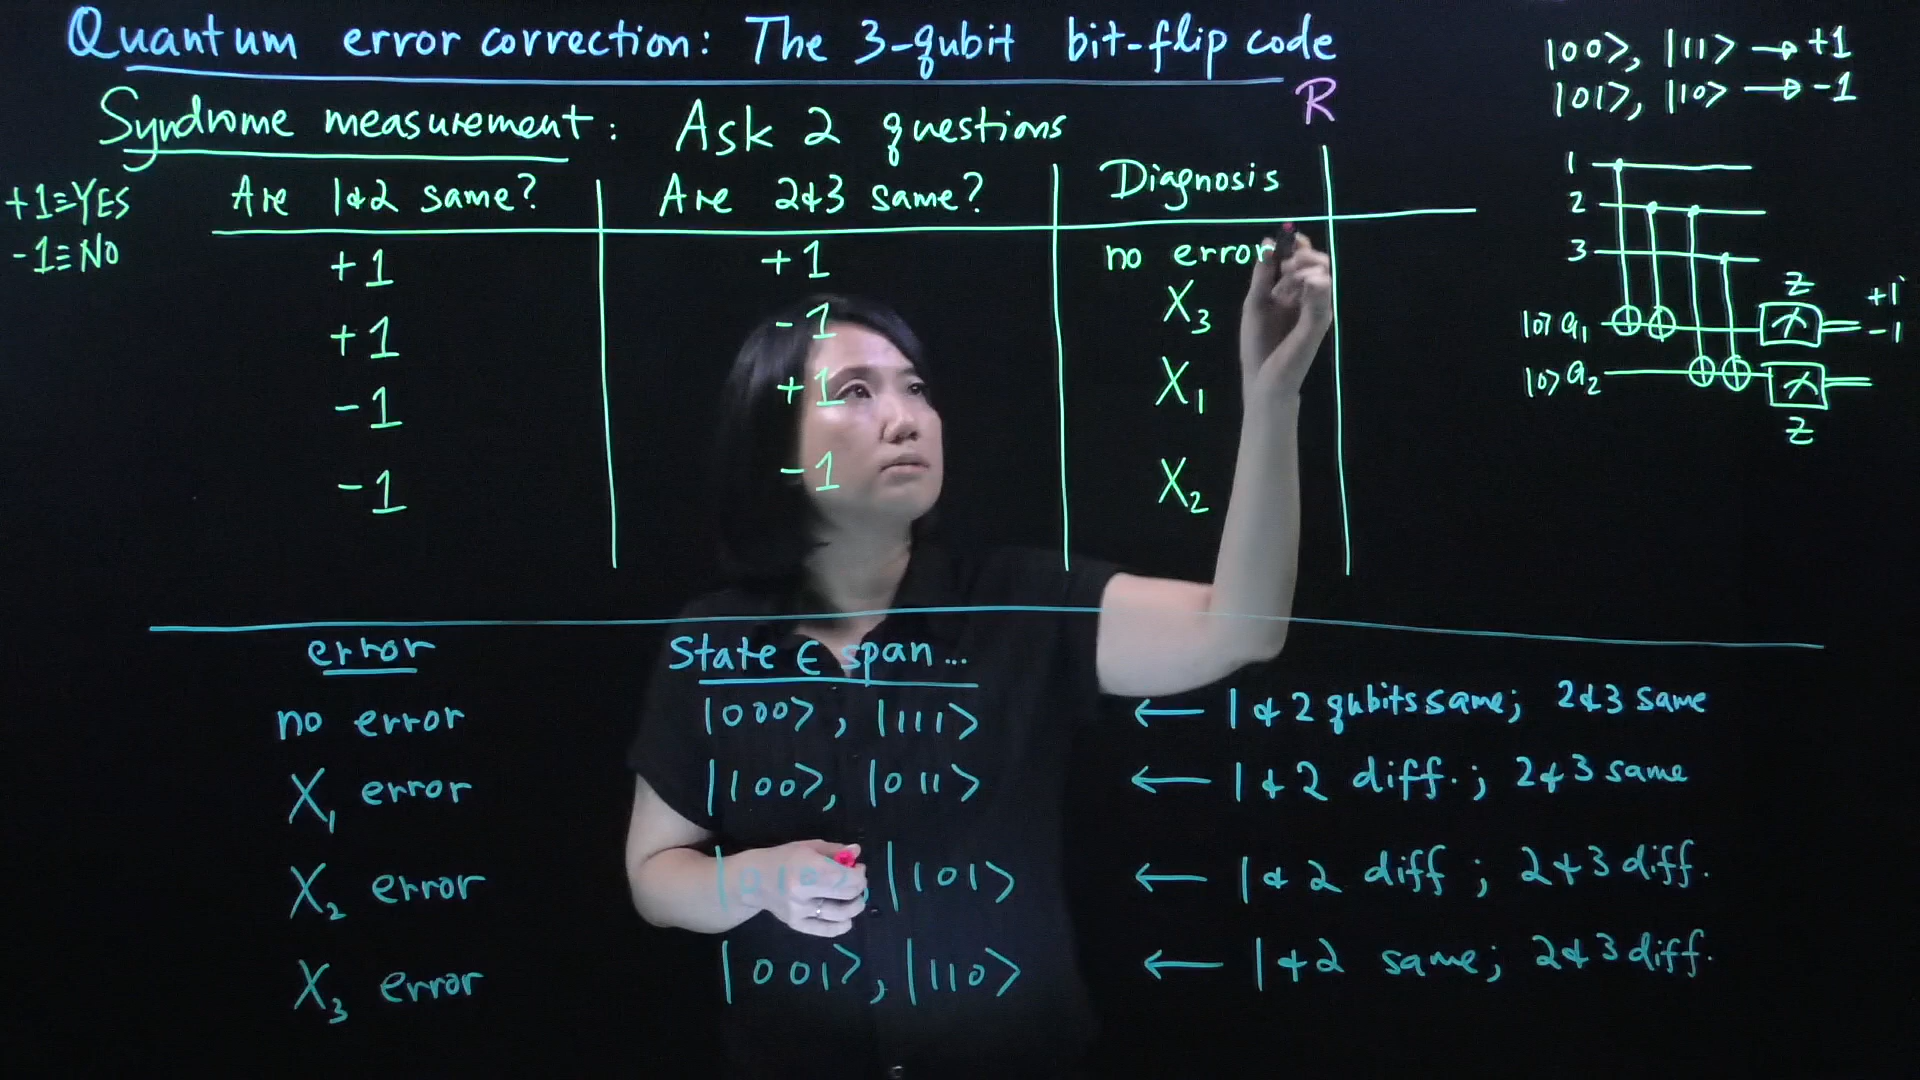 Quantum error correction: The 3-qubit bit-flip code
Syndrome measurement: Ask 2 questions
R
+1≡YES
-1≡NO
Are 1&2 same? Are 2&3 same? Diagnosis
+1 +1 no error
+1 -1 X₃
-1 +1 X₁
-1 -1 X₂
|00⟩, |11⟩ → +1
|01⟩, |10⟩ → -1
1
2
3
|0⟩ a₁ Z +1
-1
|0⟩ a₂
Z
error State ∈ span...
no error |000⟩, |111⟩ ← 1 & 2 qubits same; 2&3 same
X₁ error |100⟩, |011⟩ ← 1 & 2 diff.; 2&3 same
X₂ error |010⟩, |101⟩ ← 1 & 2 diff; 2&3 diff.
X₃ error |001⟩, |110⟩ ← 1&2 same; 2&3 diff.